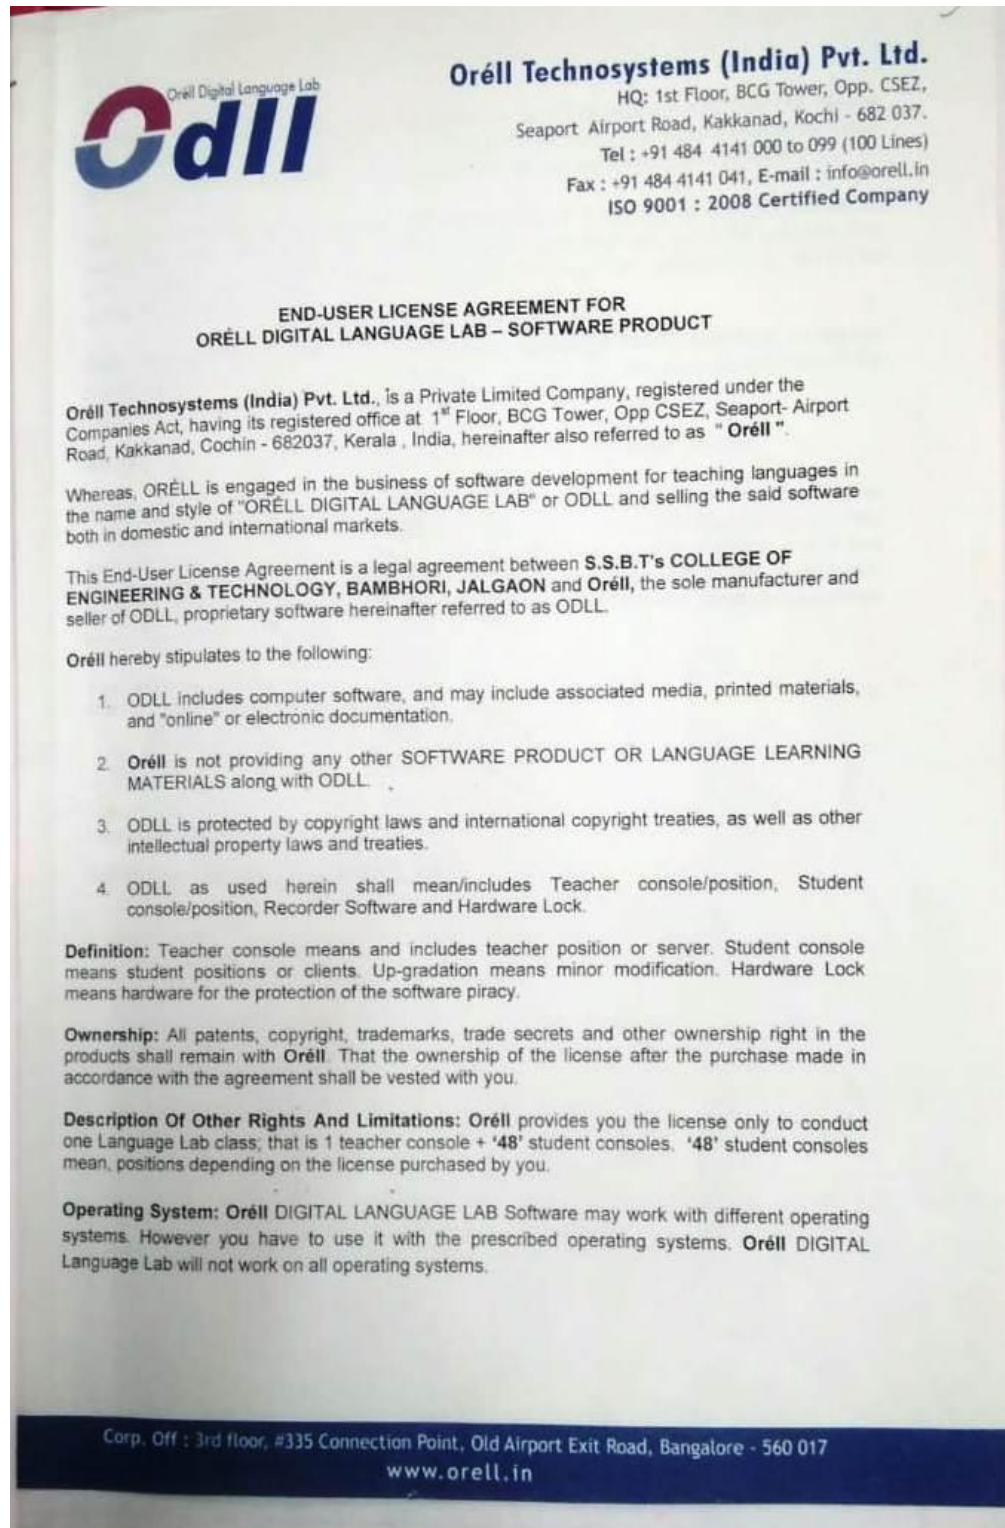 Oréll Digital Language Lab
Odll
Oréll Technosystems (India) Pvt. Ltd.
HQ: 1st Floor, BCG Tower, Opp. CSEZ,
Seaport Airport Road, Kakkanad, Kochi - 682 037.
Tel : +91 484 4141 000 to 099 (100 Lines)
Fax : +91 484 4141 041, E-mail : info@orell.in
ISO 9001 : 2008 Certified Company
END-USER LICENSE AGREEMENT FOR
ORÉLL DIGITAL LANGUAGE LAB – SOFTWARE PRODUCT
Oréll Technosystems (India) Pvt. Ltd., is a Private Limited Company, registered under the
Companies Act, having its registered office at 1st Floor, BCG Tower, Opp CSEZ, Seaport- Airport
Road, Kakkanad, Cochin - 682037, Kerala , India, hereinafter also referred to as " Oréll ".
Whereas, ORÉLL is engaged in the business of software development for teaching languages in
the name and style of "ORÉLL DIGITAL LANGUAGE LAB" or ODLL and selling the said software
both in domestic and international markets.
This End-User License Agreement is a legal agreement between S.S.B.T's COLLEGE OF
ENGINEERING & TECHNOLOGY, BAMBHORI, JALGAON and Oréll, the sole manufacturer and
seller of ODLL, proprietary software hereinafter referred to as ODLL.
Oréll hereby stipulates to the following:
1. ODLL includes computer software, and may include associated media, printed materials,
and "online" or electronic documentation.
2. Oréll is not providing any other SOFTWARE PRODUCT OR LANGUAGE LEARNING
MATERIALS along with ODLL.
3. ODLL is protected by copyright laws and international copyright treaties, as well as other
intellectual property laws and treaties.
4. ODLL as used herein shall mean/includes Teacher console/position, Student
console/position, Recorder Software and Hardware Lock.
Definition: Teacher console means and includes teacher position or server. Student console
means student positions or clients. Up-gradation means minor modification. Hardware Lock
means hardware for the protection of the software piracy.
Ownership: All patents, copyright, trademarks, trade secrets and other ownership right in the
products shall remain with Oréll. That the ownership of the license after the purchase made in
accordance with the agreement shall be vested with you.
Description Of Other Rights And Limitations: Oréll provides you the license only to conduct
one Language Lab class; that is 1 teacher console + '48' student consoles. '48' student consoles
mean, positions depending on the license purchased by you.
Operating System: Oréll DIGITAL LANGUAGE LAB Software may work with different operating
systems. However you have to use it with the prescribed operating systems. Oréll DIGITAL
Language Lab will not work on all operating systems.
Corp. Off : 3rd floor, #335 Connection Point, Old Airport Exit Road, Bangalore - 560 017
www.orell.in